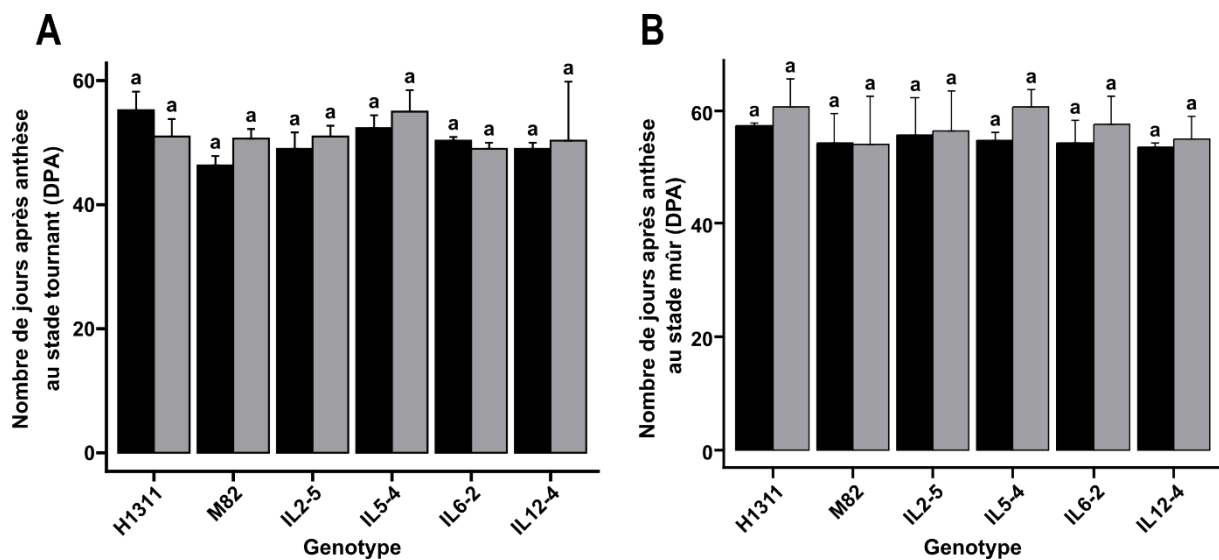 A
Nombre de jours après anthèse
au stade tournant (DPA)
60
40
20
0
a a a a a a a a a a a a
H1311 M82 IL2-5 IL5-4 IL6-2 IL12-4
Genotype
B
Nombre de jours après anthèse
au stade mûr (DPA)
60
40
20
0
a a a a a a a a a a a a
H1311 M82 IL2-5 IL5-4 IL6-2 IL12-4
Genotype